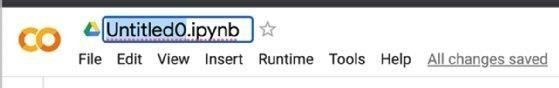 Untitled0.ipynb
File Edit View Insert Runtime Tools Help All changes saved